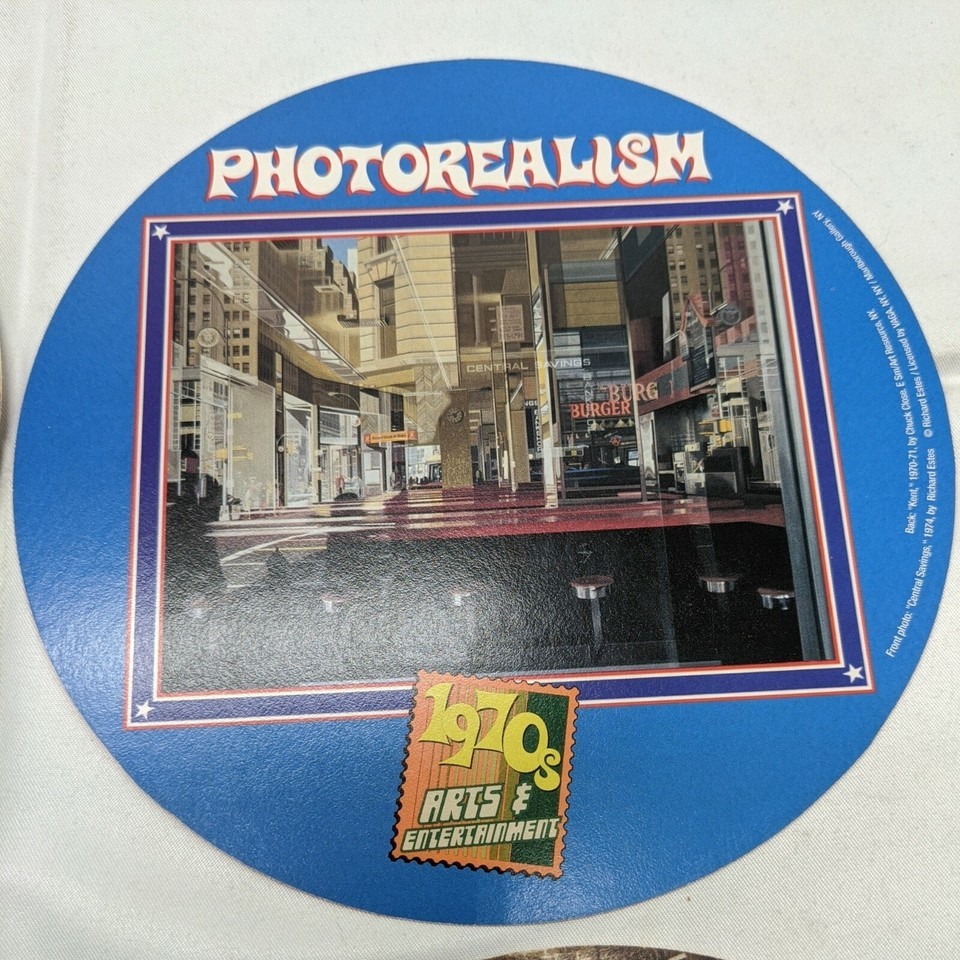 PHOTOREALISM
CENTRAL SAVINGS
BURG
BURGER
1970s
ARTS &
ENTERTAINMENT
Back: "Kent," 1970-71, by Chuck Close. E Sm/Art Resource, NY.
Front photo: "Central Savings," 1974, by Richard Estes © Richard Estes / Licensed by VAGA, NY, NY / Marlborough Gallery, NY.